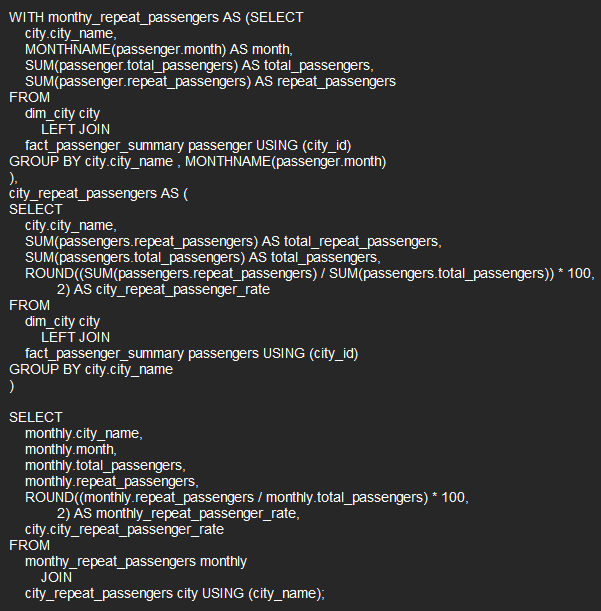 WITH monthy_repeat_passengers AS (SELECT
    city.city_name,
    MONTHNAME(passenger.month) AS month,
    SUM(passenger.total_passengers) AS total_passengers,
    SUM(passenger.repeat_passengers) AS repeat_passengers
FROM
    dim_city city
        LEFT JOIN
    fact_passenger_summary passenger USING (city_id)
GROUP BY city.city_name , MONTHNAME(passenger.month)
),
city_repeat_passengers AS (
SELECT
    city.city_name,
    SUM(passengers.repeat_passengers) AS total_repeat_passengers,
    SUM(passengers.total_passengers) AS total_passengers,
    ROUND((SUM(passengers.repeat_passengers) / SUM(passengers.total_passengers)) * 100,
            2) AS city_repeat_passenger_rate
FROM
    dim_city city
        LEFT JOIN
    fact_passenger_summary passengers USING (city_id)
GROUP BY city.city_name
)

SELECT
    monthly.city_name,
    monthly.month,
    monthly.total_passengers,
    monthly.repeat_passengers,
    ROUND((monthly.repeat_passengers / monthly.total_passengers) * 100,
            2) AS monthly_repeat_passenger_rate,
    city.city_repeat_passenger_rate
FROM
    monthy_repeat_passengers monthly
        JOIN
    city_repeat_passengers city USING (city_name);